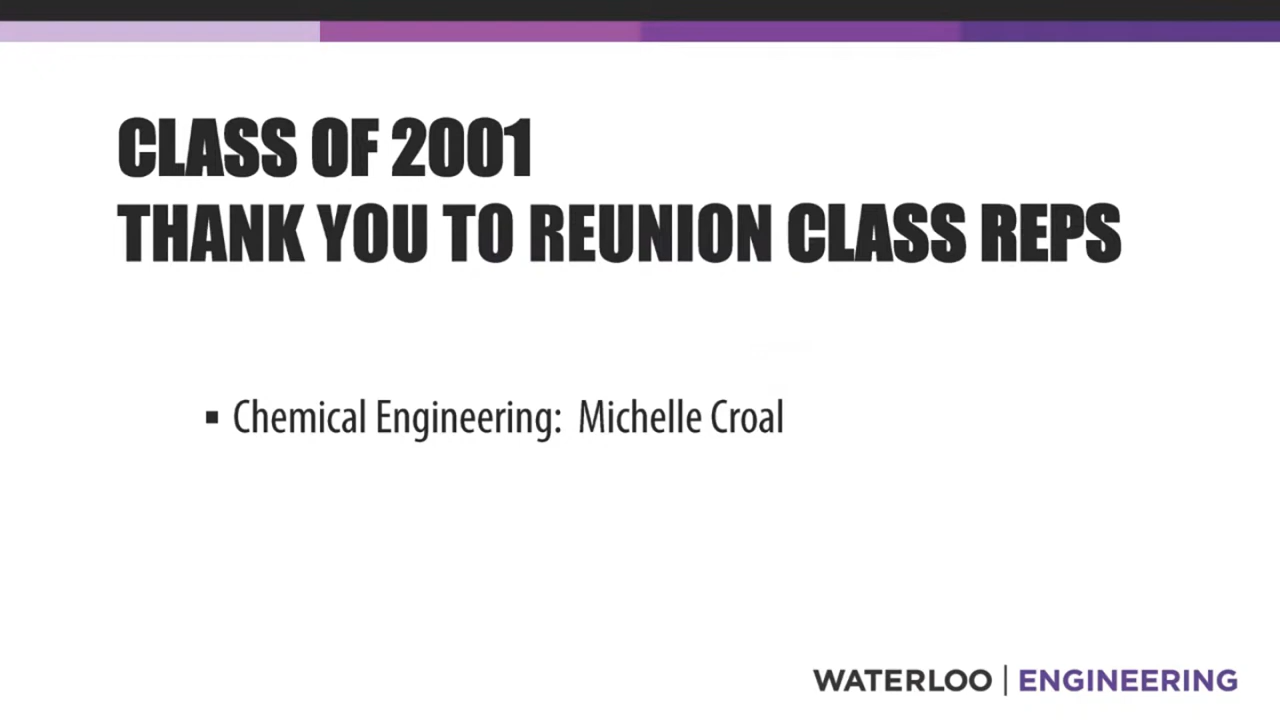 CLASS OF 2001
THANK YOU TO REUNION CLASS REPS
▪ Chemical Engineering: Michelle Croal
WATERLOO | ENGINEERING